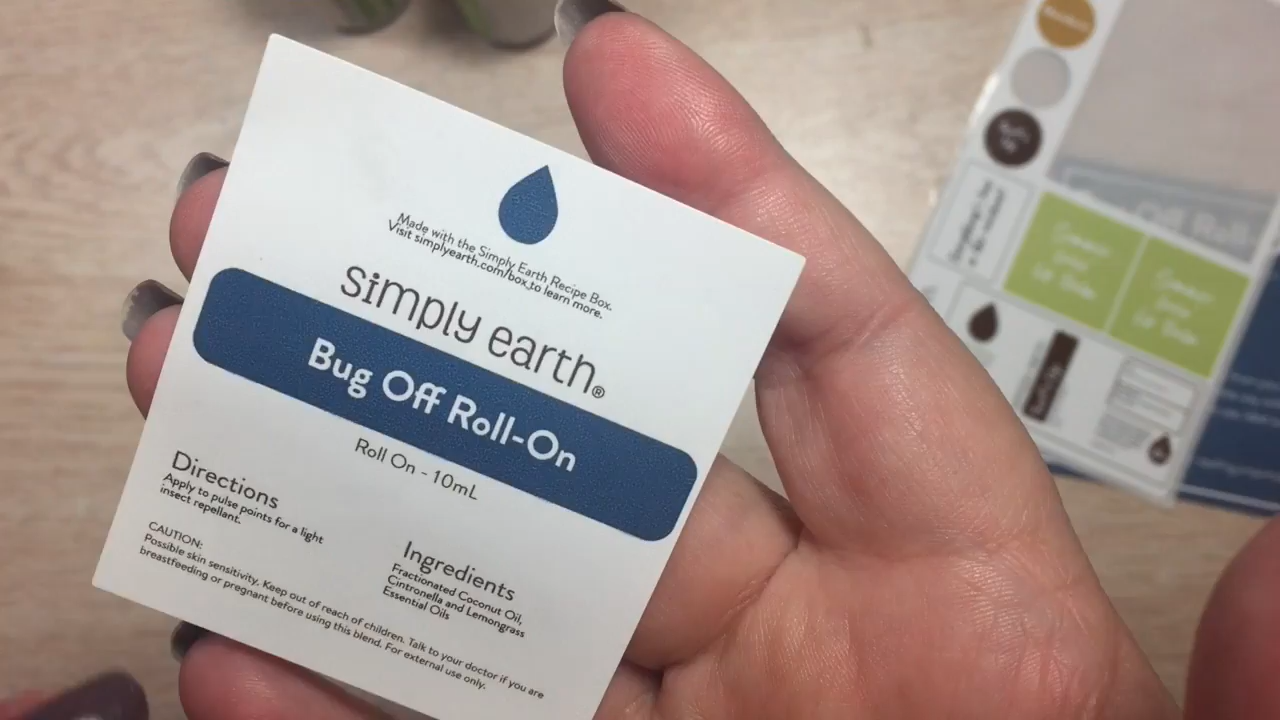 Made with the Simply Earth Recipe Box.
Visit simplyearth.com/box to learn more.
simply earth®
Bug Off Roll-On
Roll On - 10mL
Directions
Apply to pulse points for a light
insect repellant.
Ingredients
Fractionated Coconut Oil,
Cintronella and Lemongrass
Essential Oils
CAUTION:
Possible skin sensitivity. Keep out of reach of children. Talk to your doctor if you are
breastfeeding or pregnant before using this blend. For external use only.